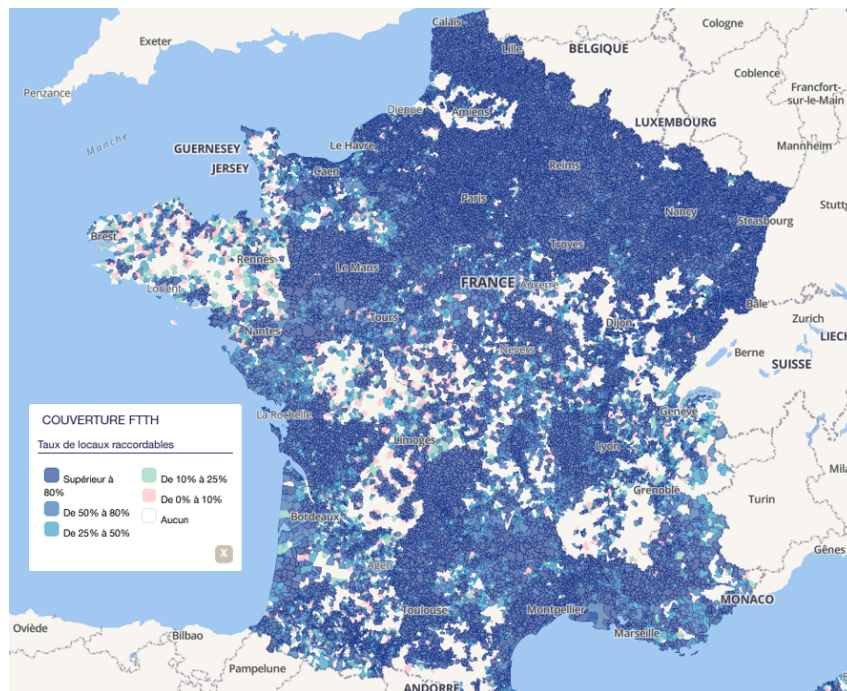 Calais
Exeter
Lille
BELGIQUE
Cologne
Coblence
Penzance
Francfort-
sur-le-Main
Dieppe
Amiens
LUXEMBOURG
Manche
GUERNESEY
Le Havre
Mannheim
JERSEY
Caen
Reims
Paris
Nancy
Stuttg
Strasbourg
Brest
Rennes
Troyes
Le Mans
Lorient
FRANCE
Auxerre
Bâle
Nantes
Tours
Dijon
Zurich
LIECH
Nevers
Berne
SUISSE
COUVERTURE FTTH
La Rochelle
Genève
Taux de locaux raccordables
Limoges
Lyon
Supérieur à
80%
De 10% à 25%
De 0% à 10%
De 50% à 80%
Aucun
De 25% à 50%
X
Mila
Grenoble
Turin
Bordeaux
Gênes
Agen
MONACO
Toulouse
Montpellier
Marseille
Oviède
Bilbao
Pampelune
ANDORRE